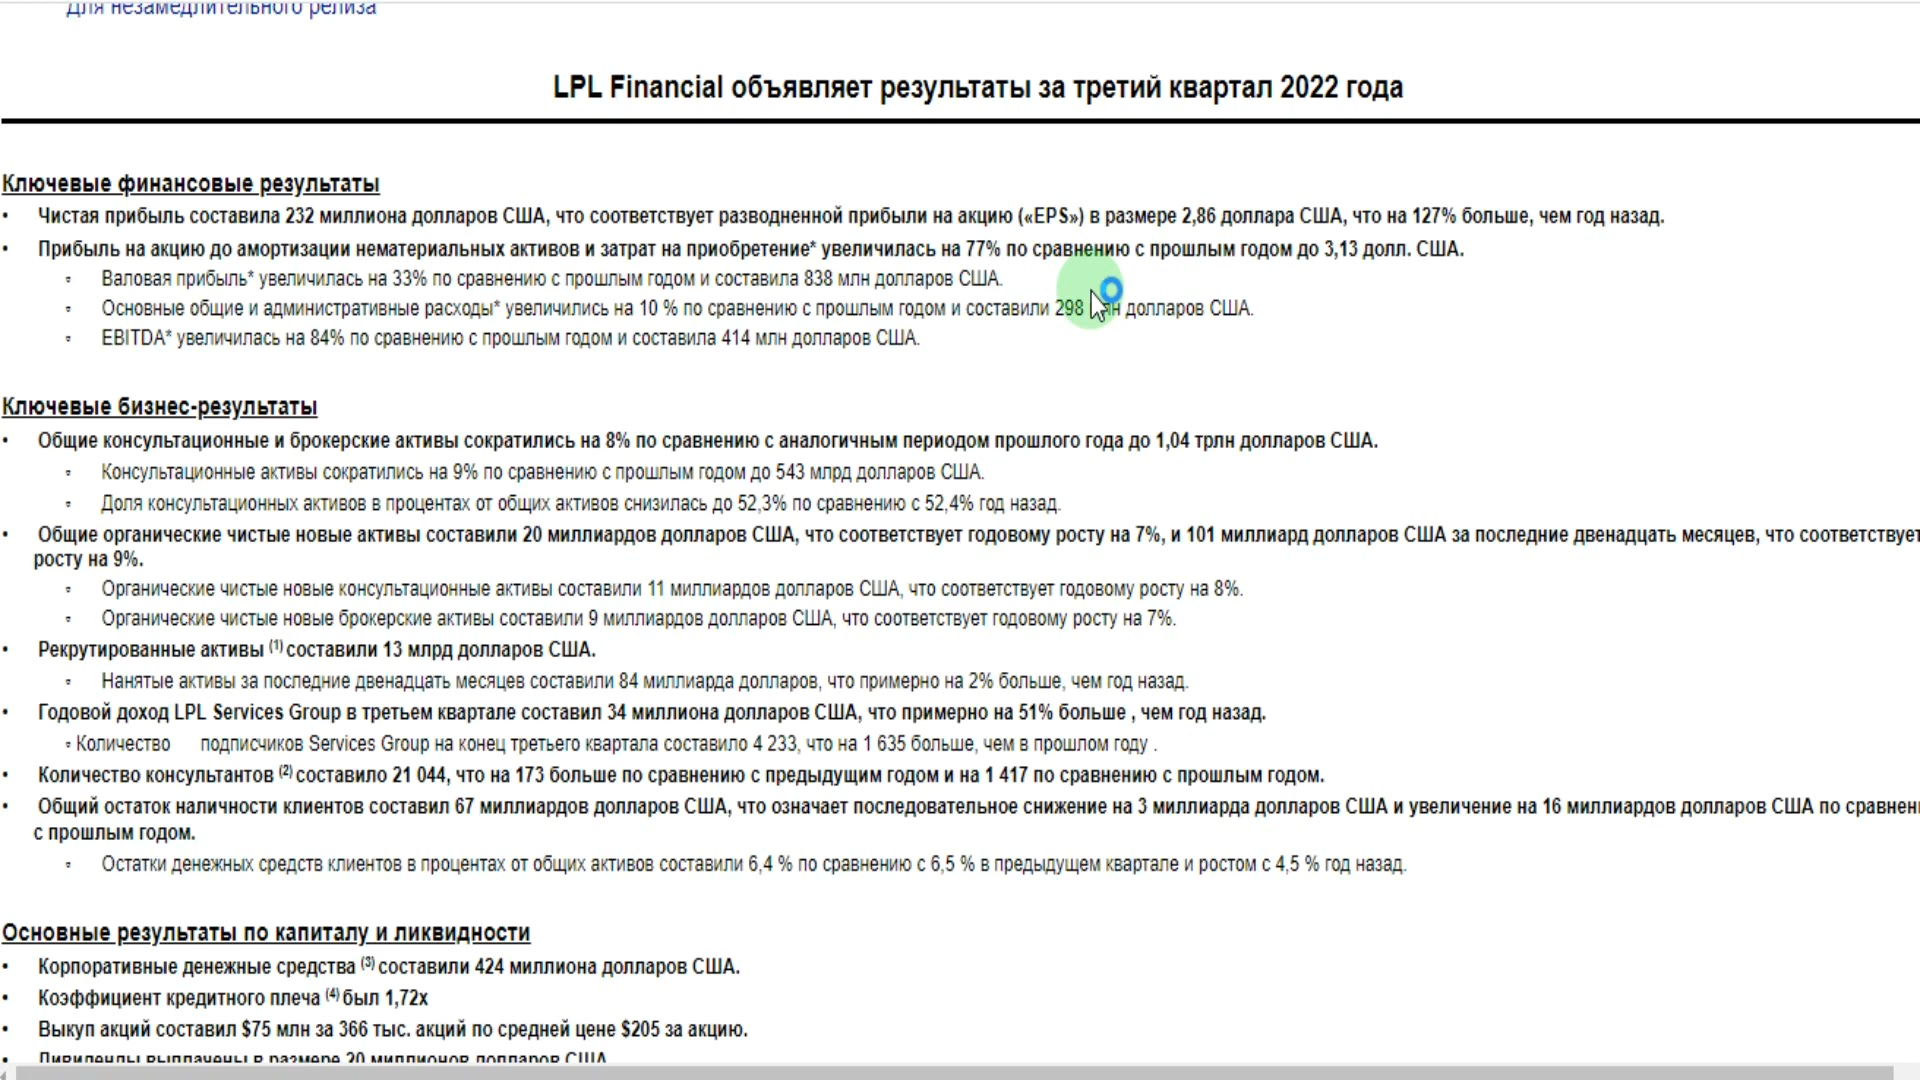 Для незамедлительного релиза
LPL Financial объявляет результаты за третий квартал 2022 года
Ключевые финансовые результаты
• Чистая прибыль составила 232 миллиона долларов США, что соответствует разводненной прибыли на акцию («EPS») в размере 2,86 доллара США, что на 127% больше, чем год назад.
• Прибыль на акцию до амортизации нематериальных активов и затрат на приобретение* увеличилась на 77% по сравнению с прошлым годом до 3,13 долл. США.
◦ Валовая прибыль* увеличилась на 33% по сравнению с прошлым годом и составила 838 млн долларов США.
◦ Основные общие и административные расходы* увеличились на 10 % по сравнению с прошлым годом и составили 298 млн долларов США.
◦ EBITDA* увеличилась на 84% по сравнению с прошлым годом и составила 414 млн долларов США.
Ключевые бизнес-результаты
• Общие консультационные и брокерские активы сократились на 8% по сравнению с аналогичным периодом прошлого года до 1,04 трлн долларов США.
◦ Консультационные активы сократились на 9% по сравнению с прошлым годом до 543 млрд долларов США.
◦ Доля консультационных активов в процентах от общих активов снизилась до 52,3% по сравнению с 52,4% год назад.
• Общие органические чистые новые активы составили 20 миллиардов долларов США, что соответствует годовому росту на 7%, и 101 миллиард долларов США за последние двенадцать месяцев, что соответствует
росту на 9%.
◦ Органические чистые новые консультационные активы составили 11 миллиардов долларов США, что соответствует годовому росту на 8%.
◦ Органические чистые новые брокерские активы составили 9 миллиардов долларов США, что соответствует годовому росту на 7%.
• Рекрутированные активы (1) составили 13 млрд долларов США.
◦ Нанятые активы за последние двенадцать месяцев составили 84 миллиарда долларов, что примерно на 2% больше, чем год назад.
• Годовой доход LPL Services Group в третьем квартале составил 34 миллиона долларов США, что примерно на 51% больше , чем год назад.
◦ Количество подписчиков Services Group на конец третьего квартала составило 4 233, что на 1 635 больше, чем в прошлом году .
• Количество консультантов (2) составило 21 044, что на 173 больше по сравнению с предыдущим годом и на 1 417 по сравнению с прошлым годом.
• Общий остаток наличности клиентов составил 67 миллиардов долларов США, что означает последовательное снижение на 3 миллиарда долларов США и увеличение на 16 миллиардов долларов США по сравнени
с прошлым годом.
◦ Остатки денежных средств клиентов в процентах от общих активов составили 6,4 % по сравнению с 6,5 % в предыдущем квартале и ростом с 4,5 % год назад.
Основные результаты по капиталу и ликвидности
• Корпоративные денежные средства (3) составили 424 миллиона долларов США.
• Коэффициент кредитного плеча (4) был 1,72x
• Выкуп акций составил $75 млн за 366 тыс. акций по средней цене $205 за акцию.
• Дивиденды выплачены в размере 20 миллионов долларов США